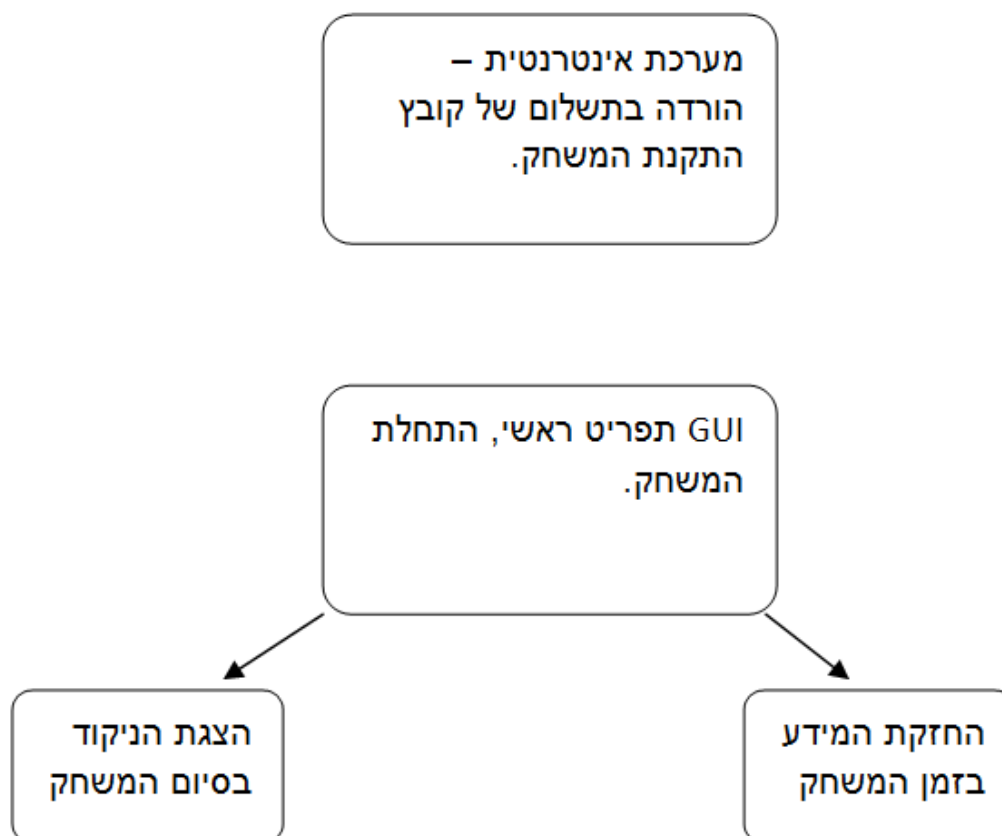 מערכת אינטרנטית –
הורדה בתשלום של קובץ
התקנת המשחק.
GUI תפריט ראשי, התחלת
המשחק.
החזקת המידע
בזמן המשחק
הצגת הניקוד
בסיום המשחק